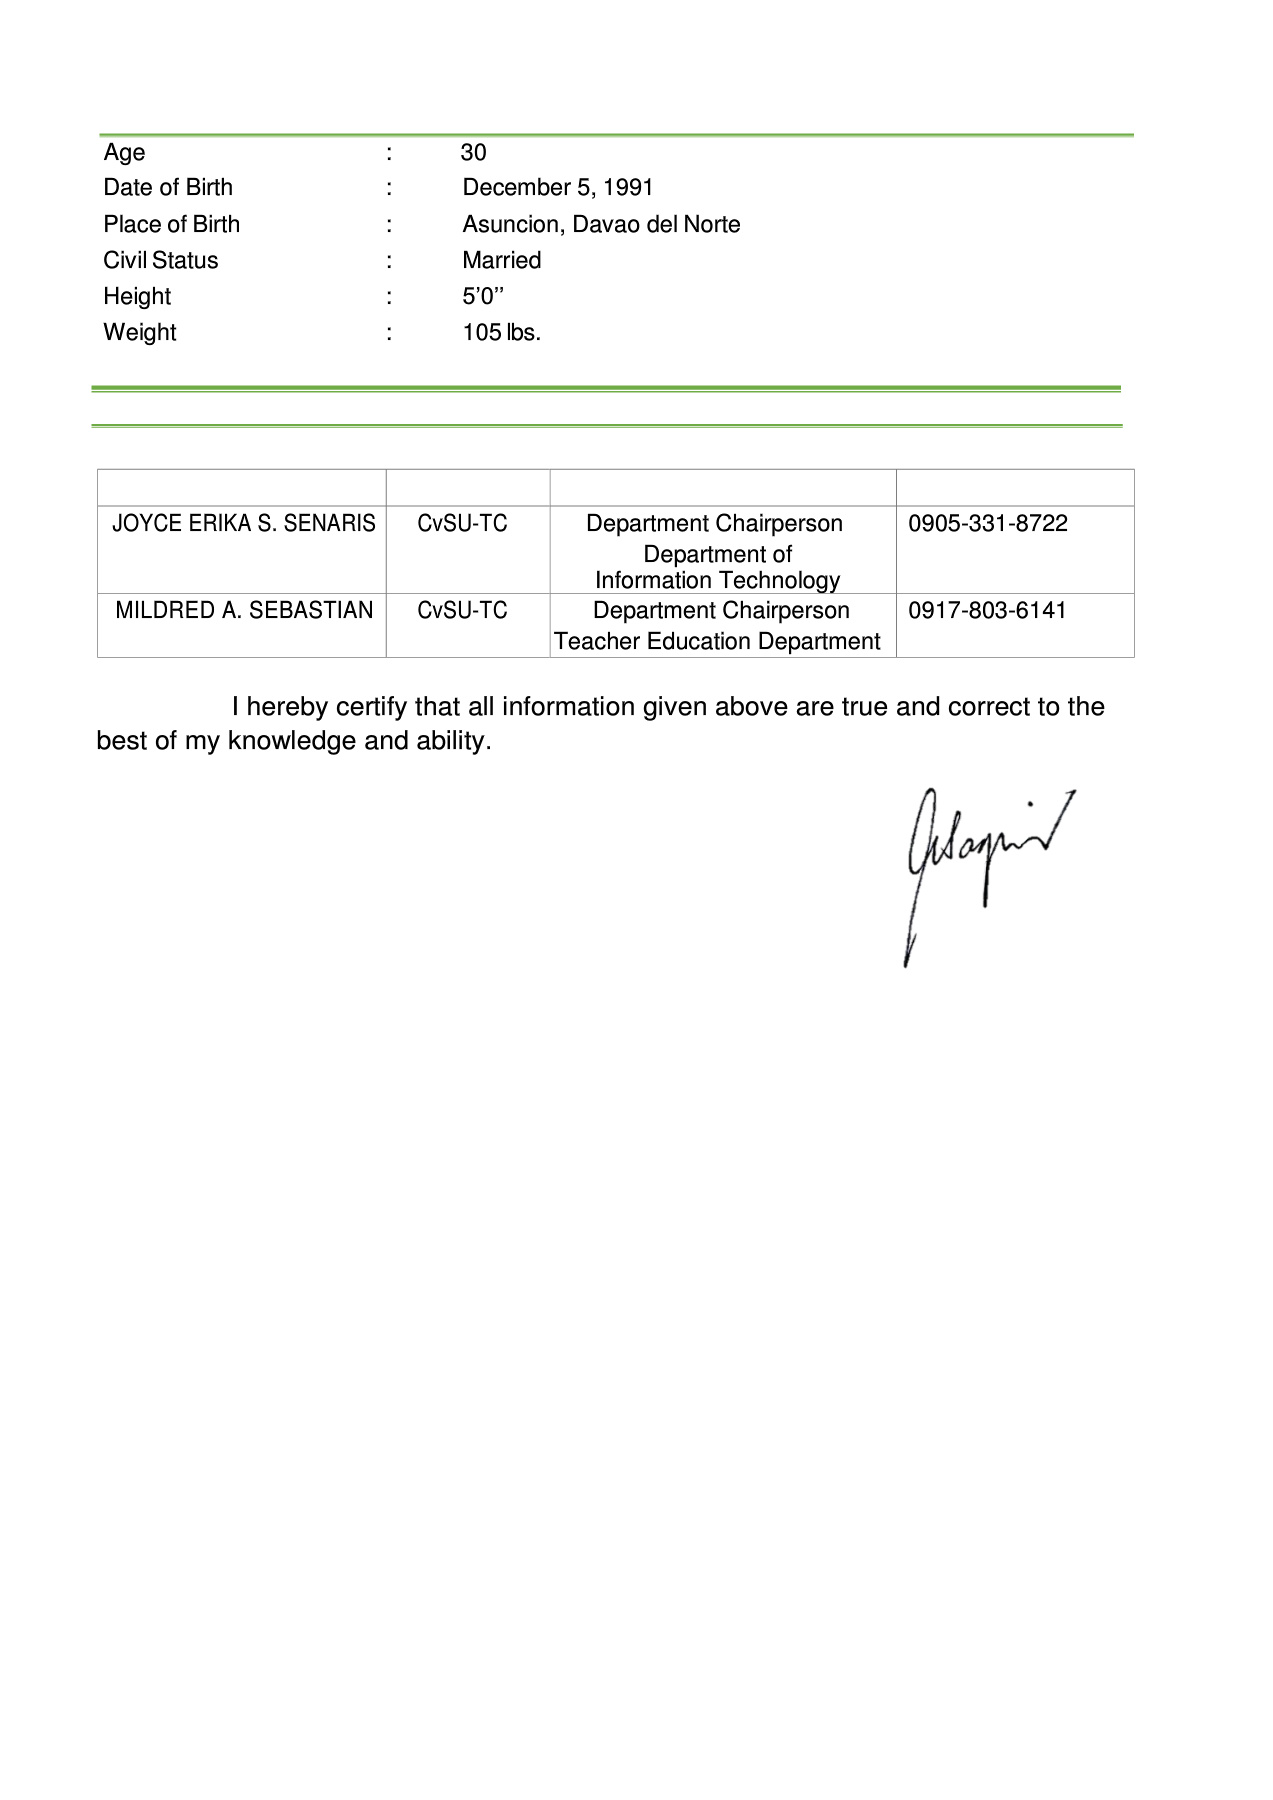 Age : 30
Date of Birth : December 5, 1991
Place of Birth : Asuncion, Davao del Norte
Civil Status : Married
Height : 5’0’’
Weight : 105 lbs.
JOYCE ERIKA S. SENARIS CvSU-TC Department Chairperson 0905-331-8722
Department of
Information Technology
MILDRED A. SEBASTIAN CvSU-TC Department Chairperson 0917-803-6141
Teacher Education Department
I hereby certify that all information given above are true and correct to the
best of my knowledge and ability.